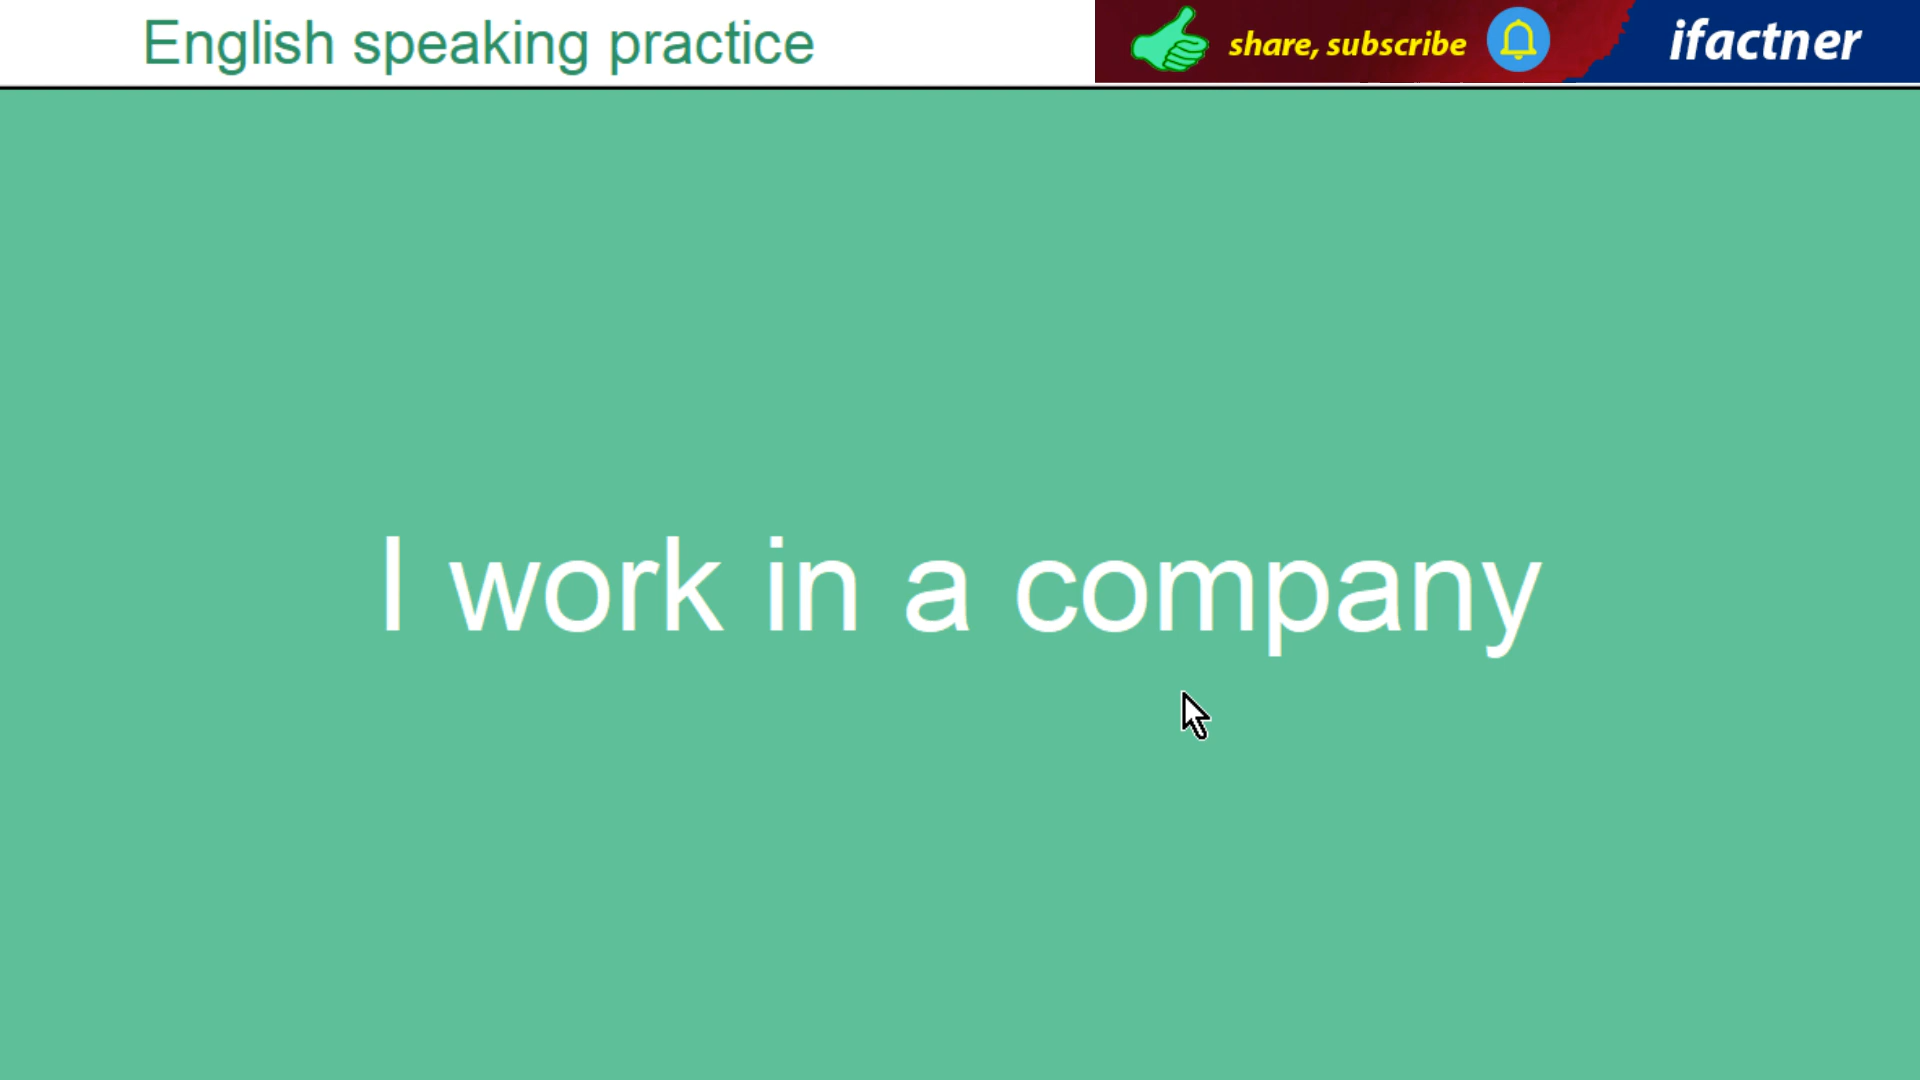 English speaking practice
share, subscribe
ifactner
I work in a company